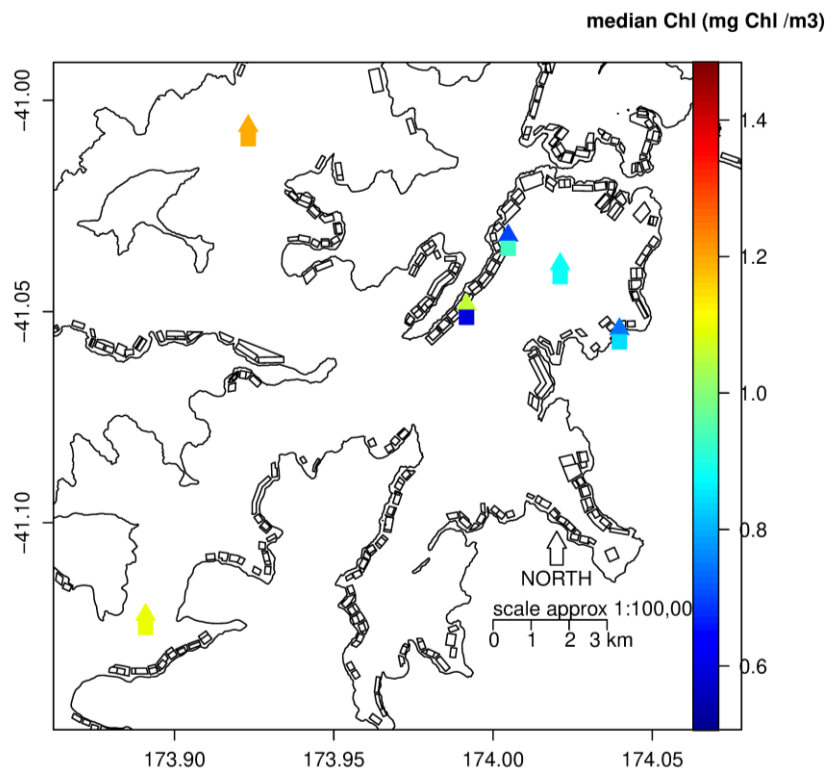 median Chl (mg Chl /m3)
−41.00
−41.05
−41.10
1.4
1.2
1.0
0.8
0.6
NORTH
scale approx 1:100,00
0 1 2 3 km
173.90 173.95 174.00 174.05